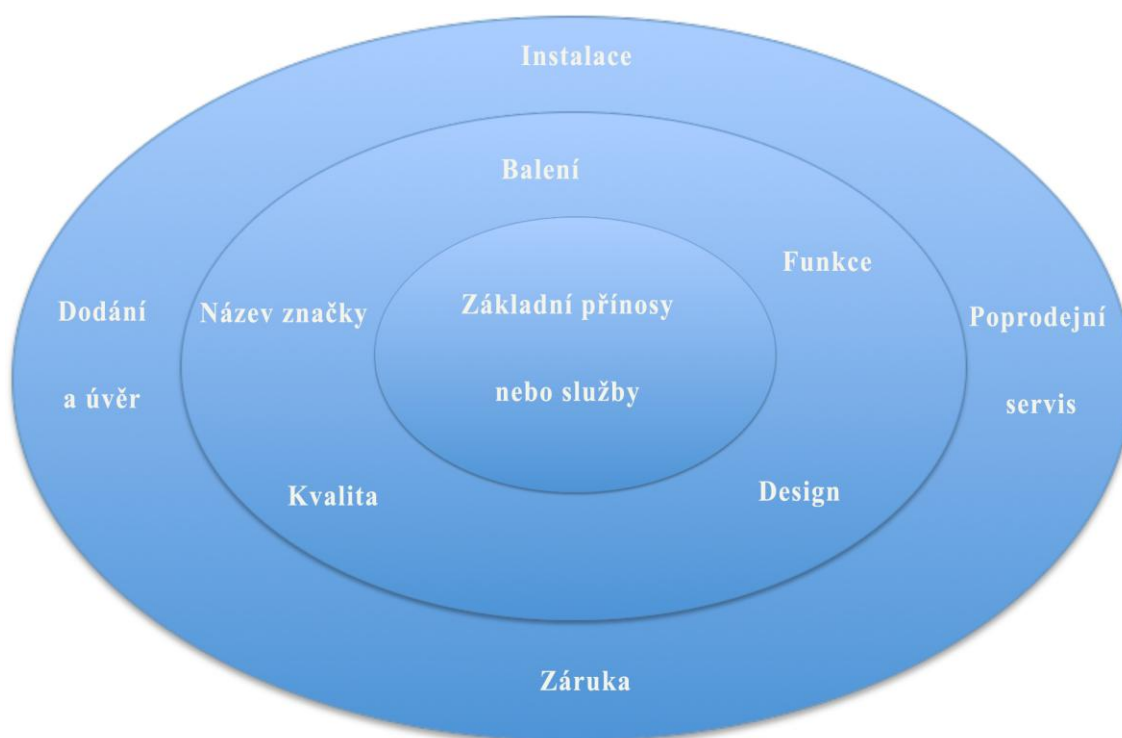 Instalace
Balení
Funkce
Dodání
a úvěr
Název značky
Základní přínosy
nebo služby
Poprodejní
servis
Kvalita
Design
Záruka